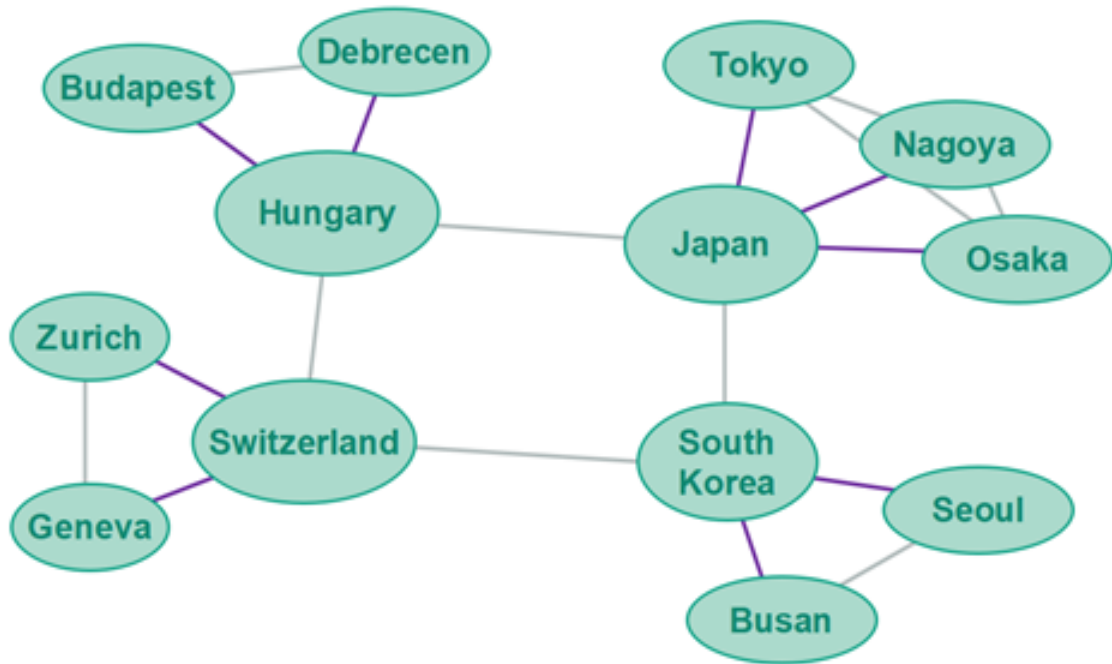 Debrecen
Budapest
Tokyo
Nagoya
Hungary
Japan
Osaka
Zurich
Switzerland
South
Korea
Geneva
Seoul
Busan